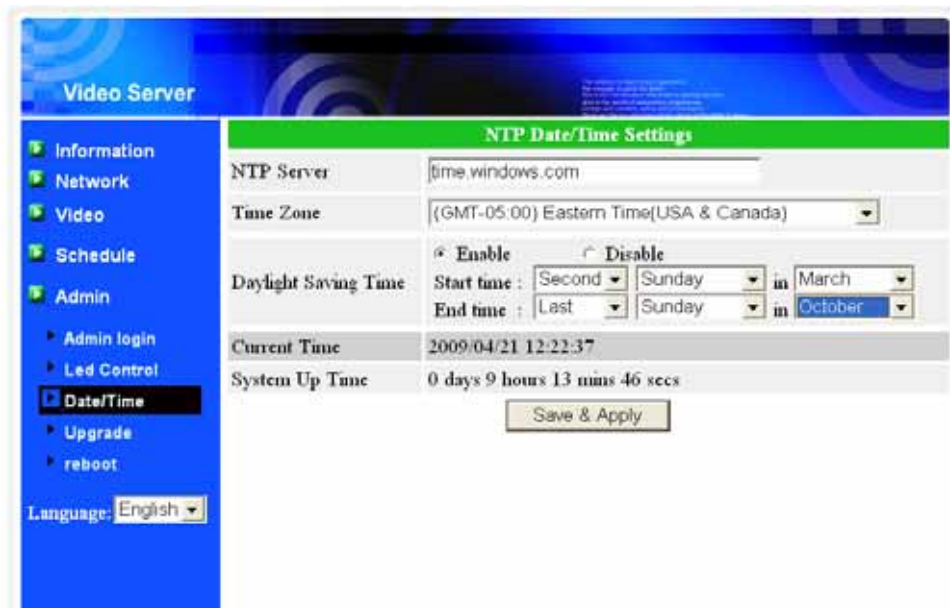 Video Server
Information
Network
Video
Schedule
Admin
Admin login
Led Control
Date/Time
Upgrade
reboot
Language: English
NTP Date/Time Settings
NTP Server time.windows.com
Time Zone (GMT-05:00) Eastern Time(USA & Canada)
Daylight Saving Time
Enable Disable
Start time : Second Sunday in March
End time : Last Sunday in October
Current Time 2009/04/21 12:22:37
System Up Time 0 days 9 hours 13 mins 46 secs
Save & Apply